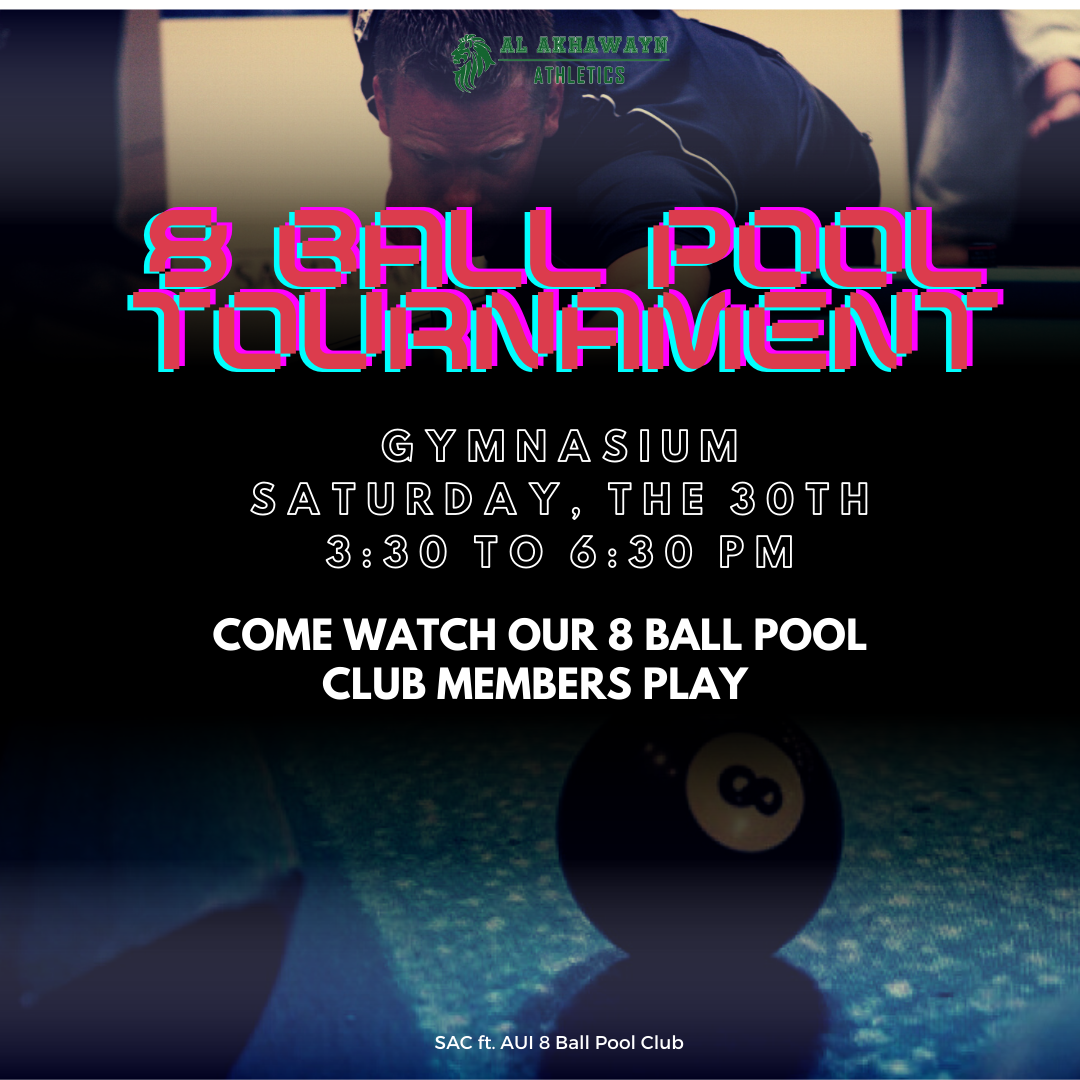 AL AKHAWAYN
ATHLETICS
8 BALL POOL
TOURNAMENT
GYMNASIUM
SATURDAY, THE 30TH
3:30 TO 6:30 PM
COME WATCH OUR 8 BALL POOL
CLUB MEMBERS PLAY
8
SAC ft. AUI 8 Ball Pool Club